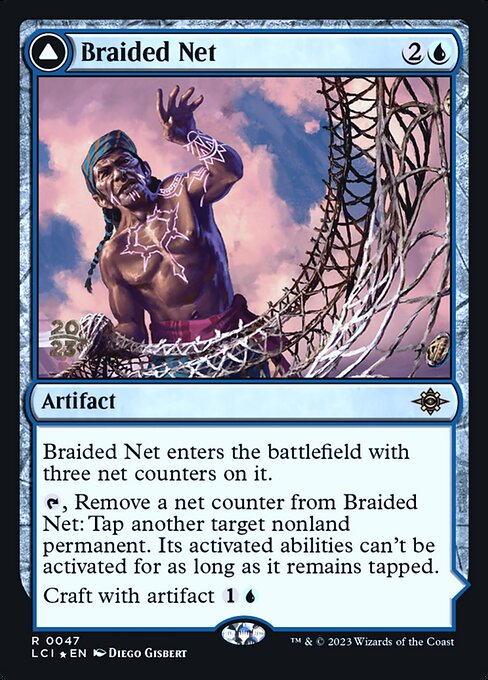 Braided Net 2
20
23
Artifact
Braided Net enters the battlefield with
three net counters on it.
, Remove a net counter from Braided
Net: Tap another target nonland
permanent. Its activated abilities can't be
activated for as long as it remains tapped.
Craft with artifact 1
R 0047
LCI ★ EN Diego Gisbert
™ & © 2023 Wizards of the Coast